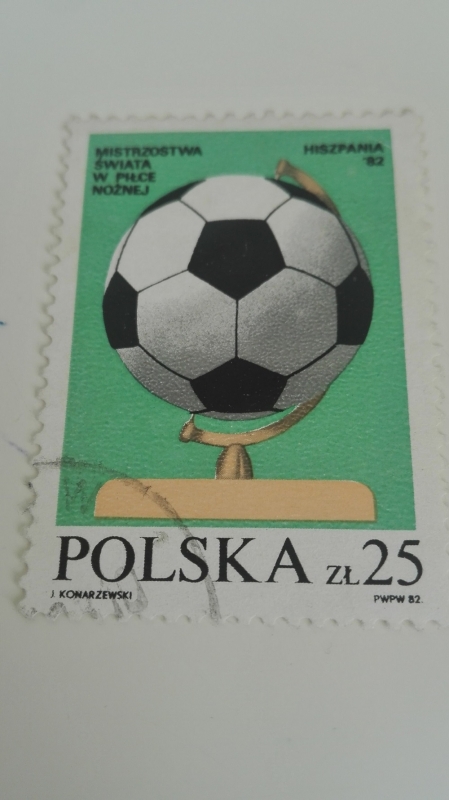 MISTRZOSTWA
ŚWIATA
W PIŁCE
NOŻNEJ
HISZPANIA
'82
POLSKA ZŁ 25
J. KONARZEWSKI
PWPW 82.